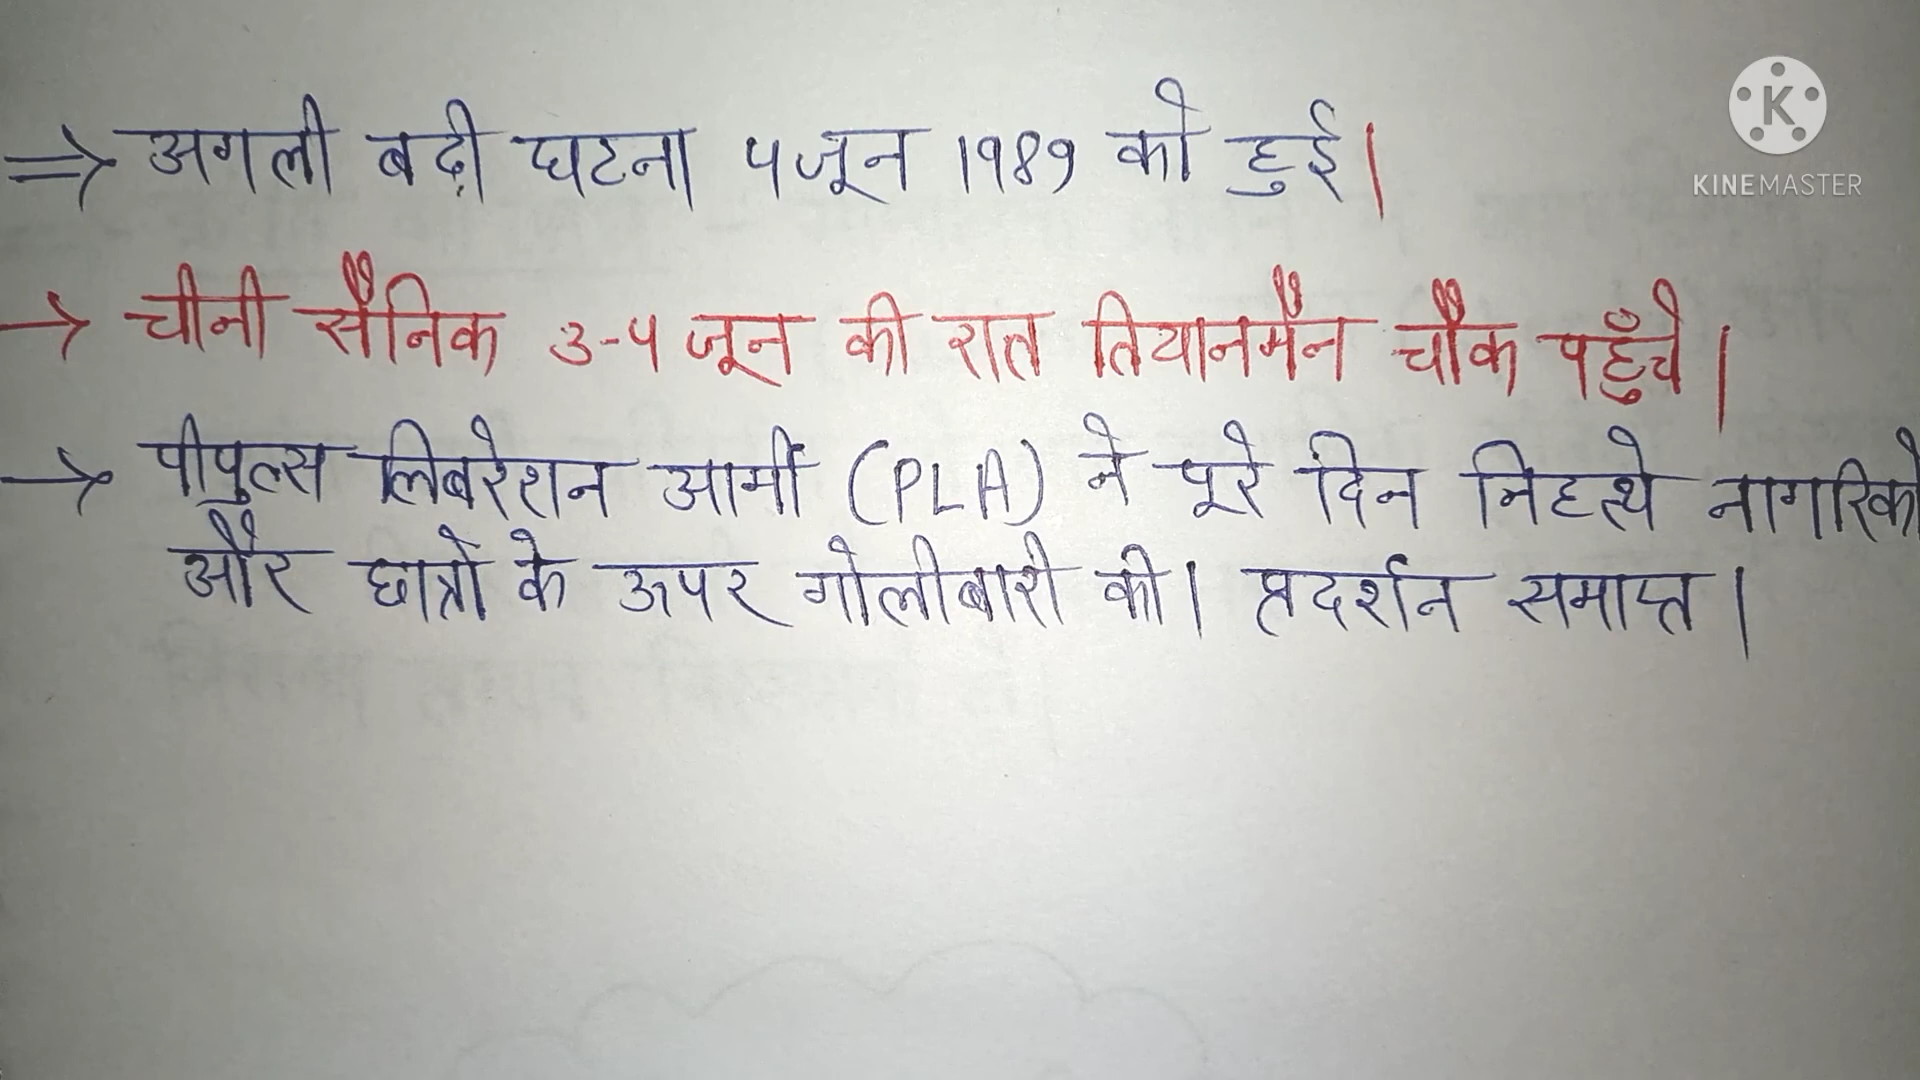 ⇒ अगली बढ़ी घटना 4 जून 1989 को हुई।
KINEMASTER
→ चीनी सैनिक 3-4 जून की रात तियानमैन चौक पहुँचे।
→ पीपुल्स लिबरेशन आर्मी (PLA) ने पूरे दिन निहत्थे नागरिको
और छात्रों के ऊपर गोलीबारी की। प्रदर्शन समाप्त।